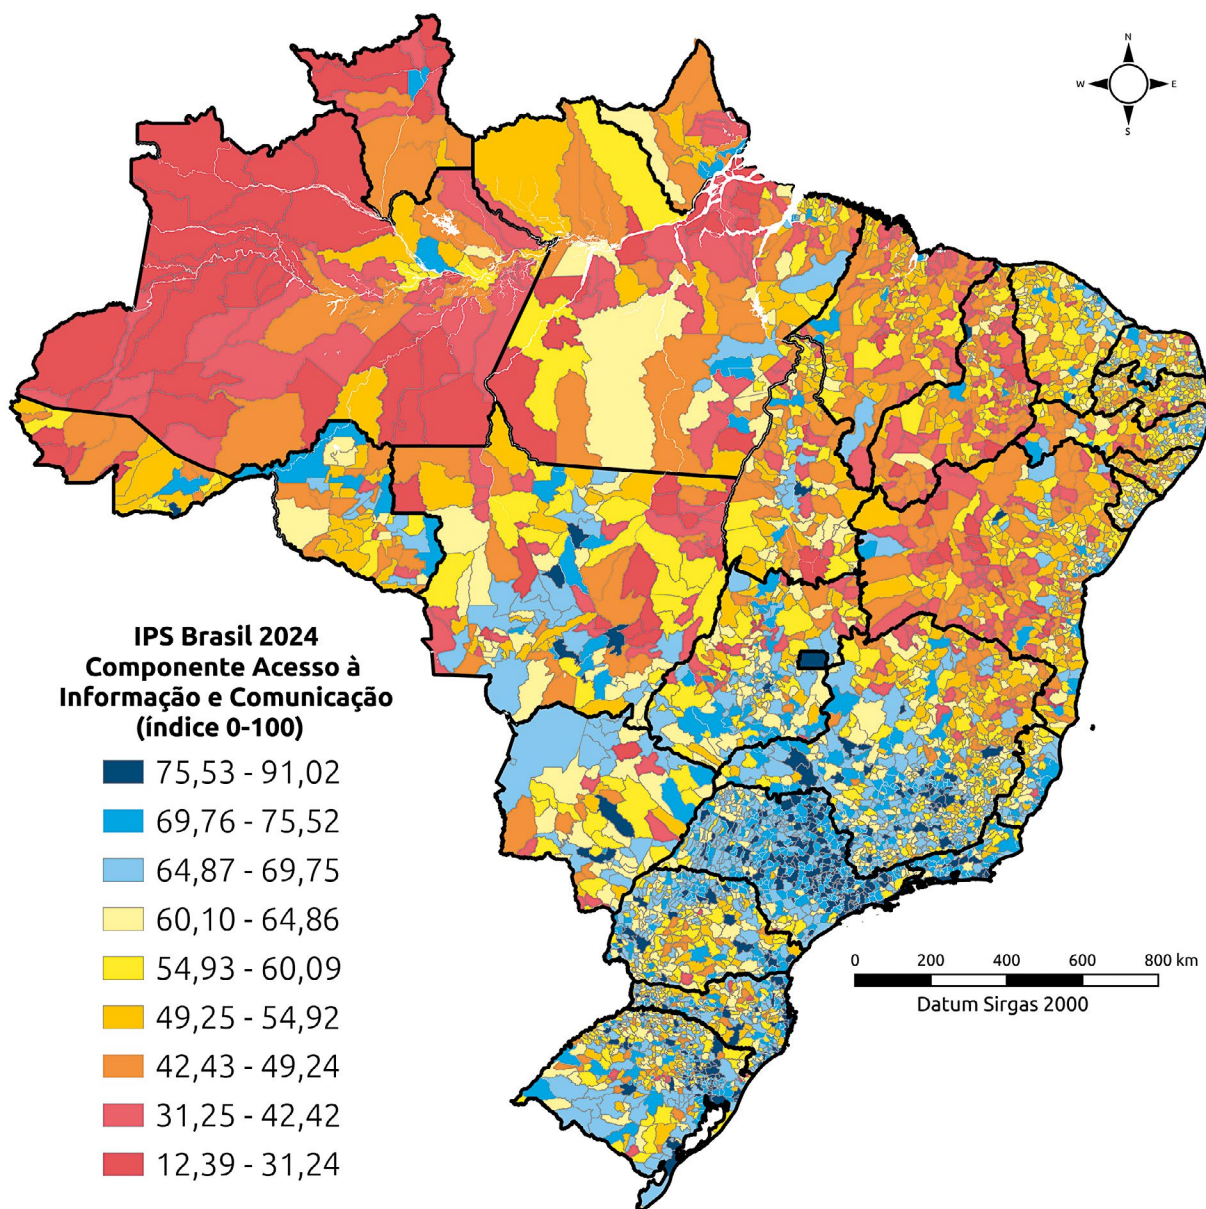 N
W E
S
IPS Brasil 2024
Componente Acesso à
Informação e Comunicação
(índice 0-100)
75,53 - 91,02
69,76 - 75,52
64,87 - 69,75
60,10 - 64,86
54,93 - 60,09
49,25 - 54,92
42,43 - 49,24
31,25 - 42,42
12,39 - 31,24
0 200 400 600 800 km
Datum Sirgas 2000